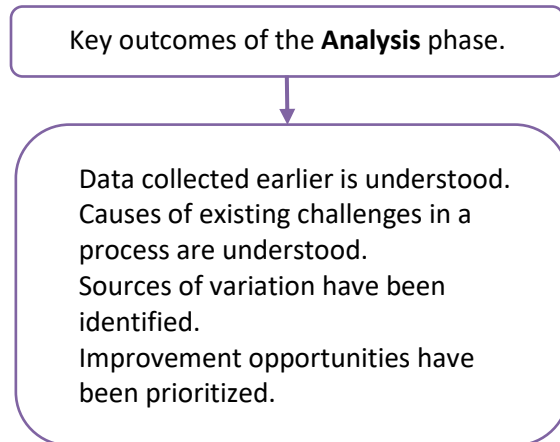 Key outcomes of the Analysis phase.
Data collected earlier is understood.
Causes of existing challenges in a
process are understood.
Sources of variation have been
identified.
Improvement opportunities have
been prioritized.